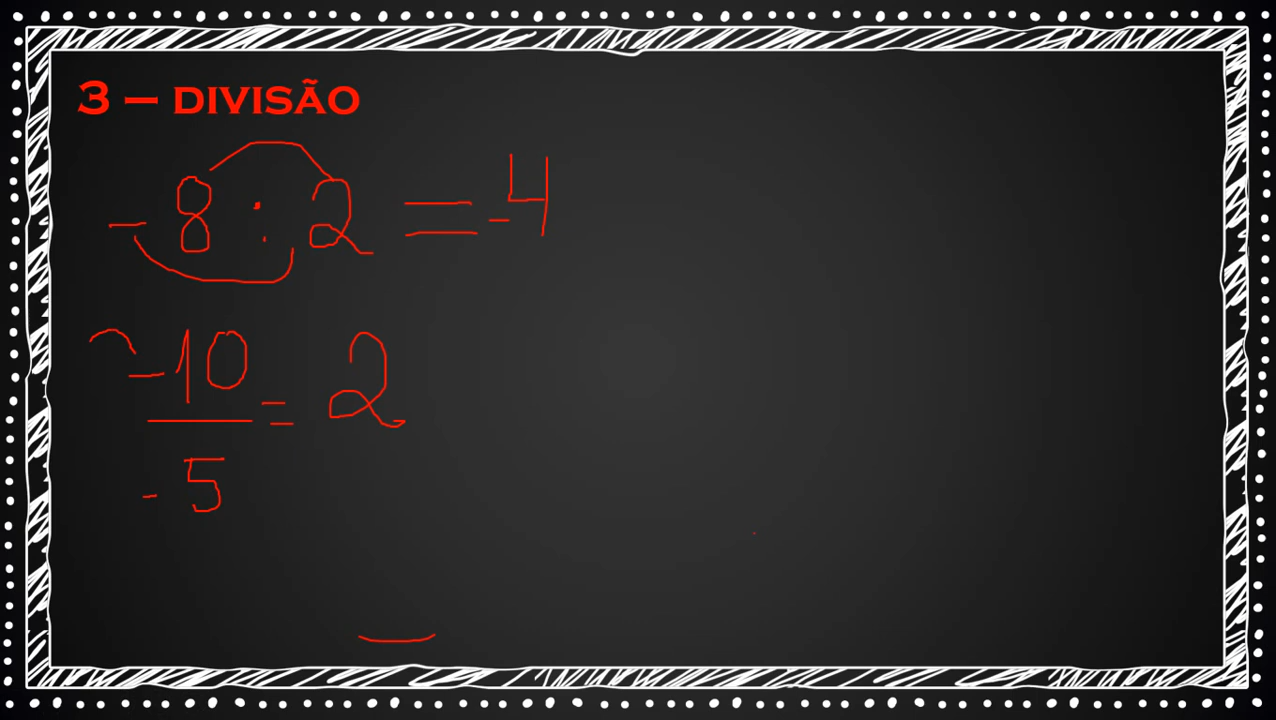 3 – DIVISÃO
- 8 : 2 = -4
-10
= 2
- 5